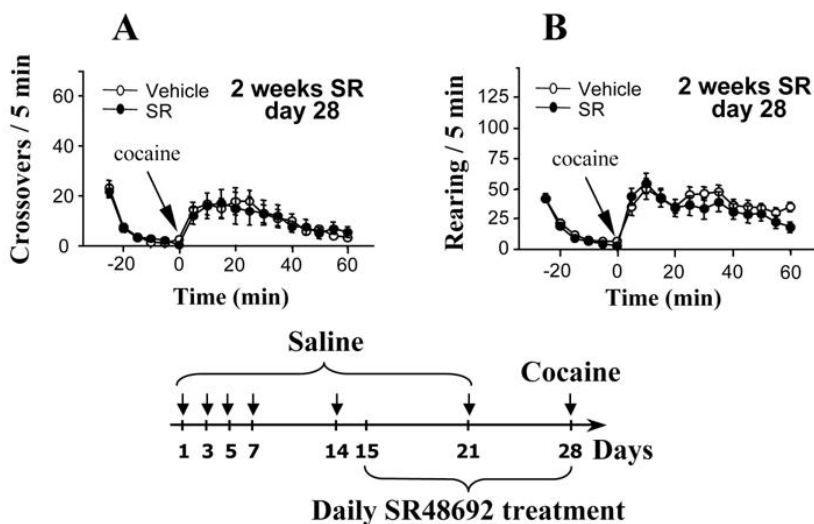 A
Crossovers / 5 min
60
40
20
0
Vehicle
SR
2 weeks SR
day 28
cocaine
-20 0 20 40 60
Time (min)
B
Rearing / 5 min
125
100
75
50
25
0
Vehicle
SR
2 weeks SR
day 28
cocaine
-20 0 20 40 60
Time (min)
Saline
Cocaine
1 3 5 7 14 15 21 28 Days
Daily SR48692 treatment